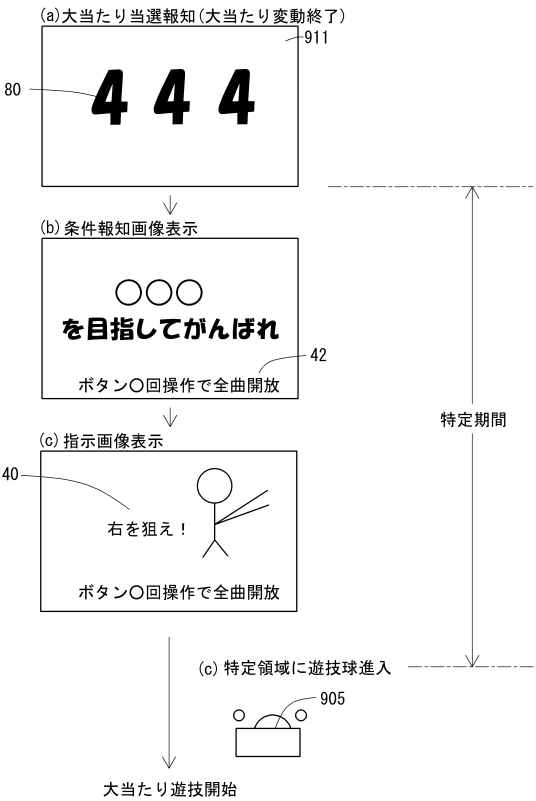 (a)大当たり当選報知(大当たり変動終了)
911
80
444
(b)条件報知画像表示
〇〇〇
を目指してがんばれ
42
ボタン〇回操作で全曲開放
特定期間
(c)指示画像表示
40
右を狙え!
ボタン〇回操作で全曲開放
(c)特定領域に遊技球進入
905
大当たり遊技開始